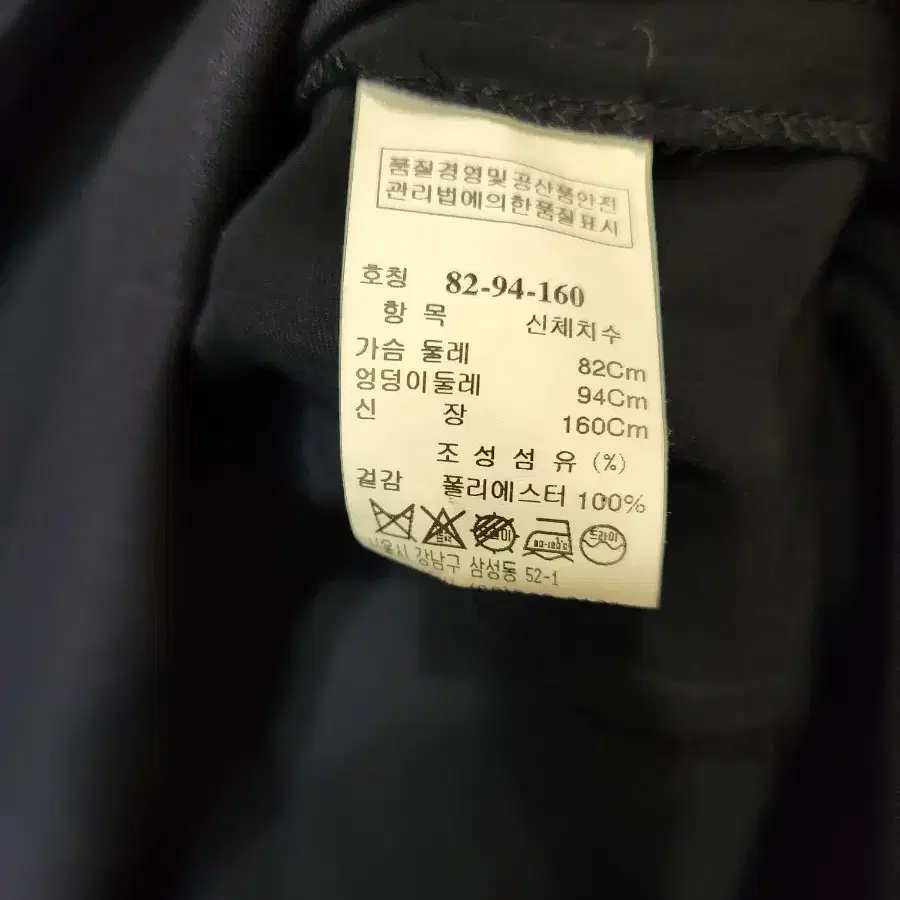 품질경영및공산품안전
관리법에의한품질표시
호칭 82-94-160
항 목 신체치수
가슴 둘레 82Cm
엉덩이둘레 94Cm
신 장 160Cm
조 성 섬 유 (%)
겉감 폴리에스터 100%
드라이
서울시 강남구 삼성동 52-1